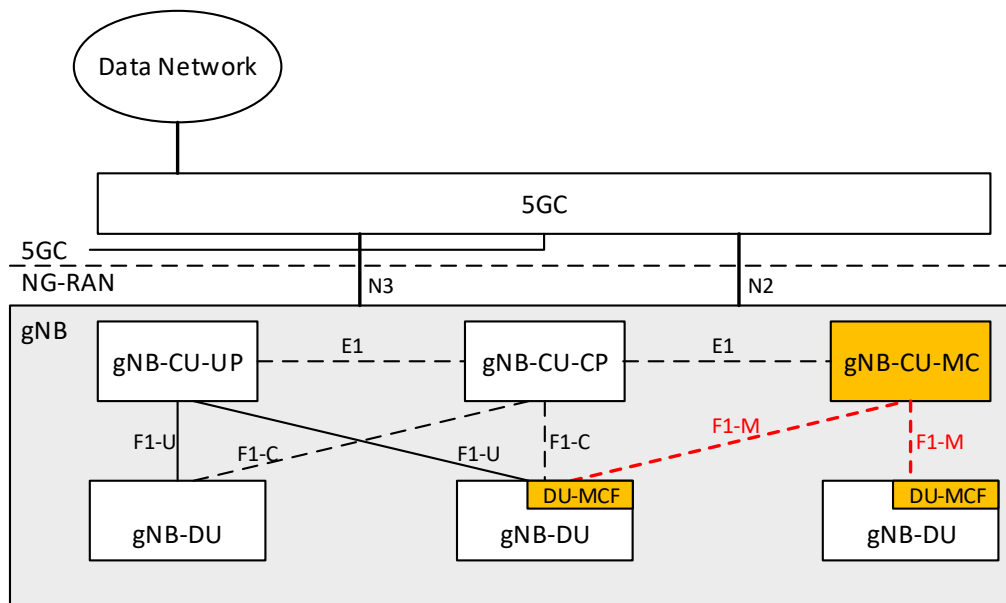 Data Network
5GC
5GC
NG-RAN
N3
N2
gNB
gNB-CU-UP
E1
gNB-CU-CP
E1
gNB-CU-MC
F1-U
F1-C
F1-U
F1-C
F1-M
F1-M
gNB-DU
DU-MCF
gNB-DU
DU-MCF
gNB-DU